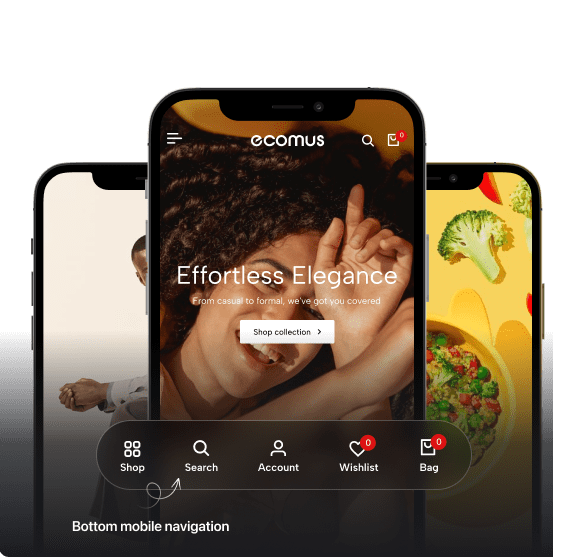 ecomus
0
Effortless Elegance
From casual to formal, we've got you covered
Shop collection
0
0
Shop Search Account Wishlist Bag
Bottom mobile navigation